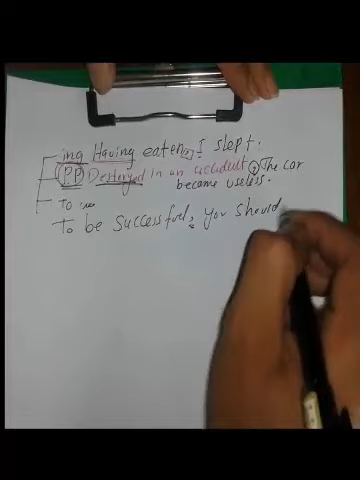 ing Having eaten, I slept.
PP Destroyed in an accident, The car
became useless.
To
To be successful, you should